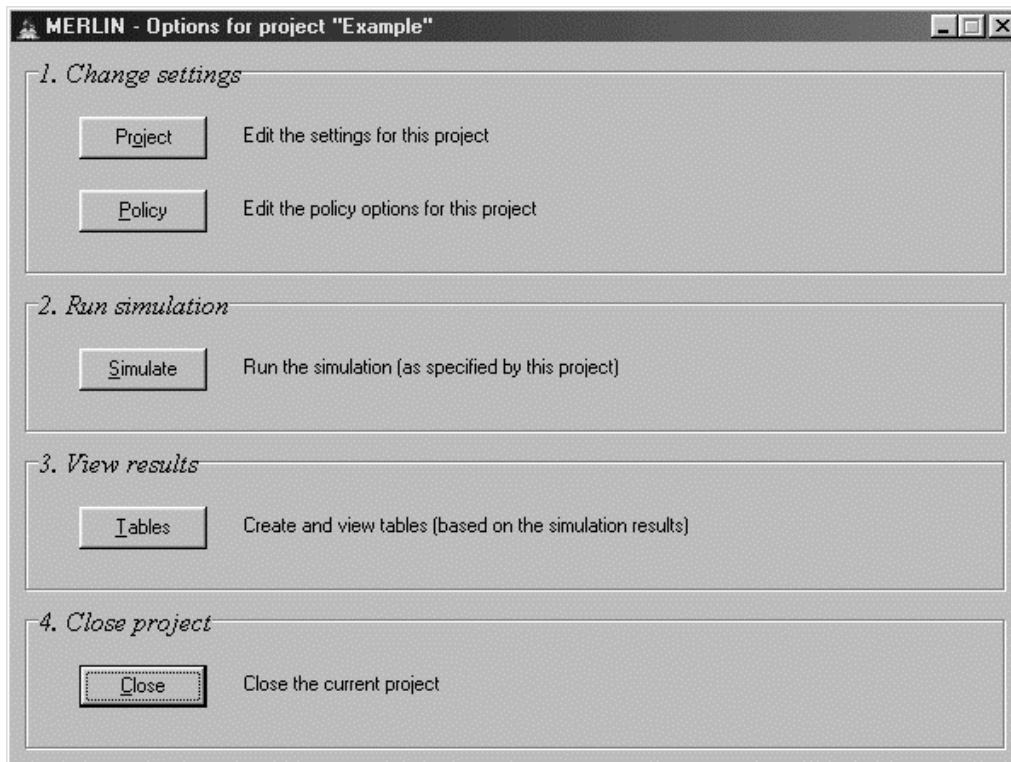 MERLIN - Options for project "Example"
1. Change settings
Project Edit the settings for this project
Policy Edit the policy options for this project
2. Run simulation
Simulate Run the simulation (as specified by this project)
3. View results
Tables Create and view tables (based on the simulation results)
4. Close project
Close Close the current project